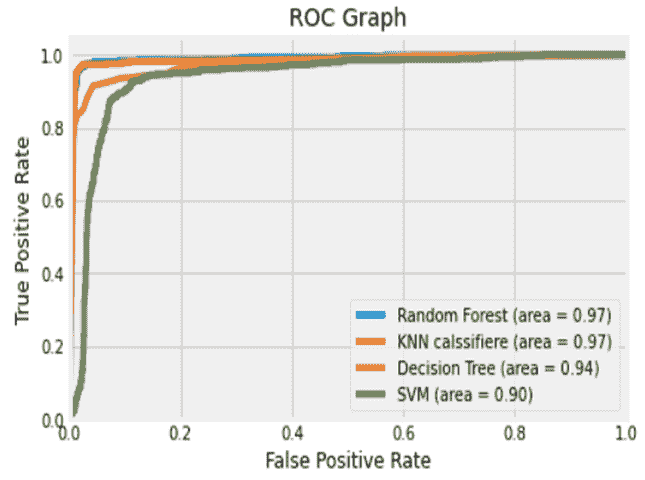 ROC Graph
True Positive Rate
1.0
0.8
0.6
0.4
0.2
0.0
0.0 0.2 0.4 0.6 0.8 1.0
False Positive Rate
Random Forest (area = 0.97)
KNN calssifiere (area = 0.97)
Decision Tree (area = 0.94)
SVM (area = 0.90)